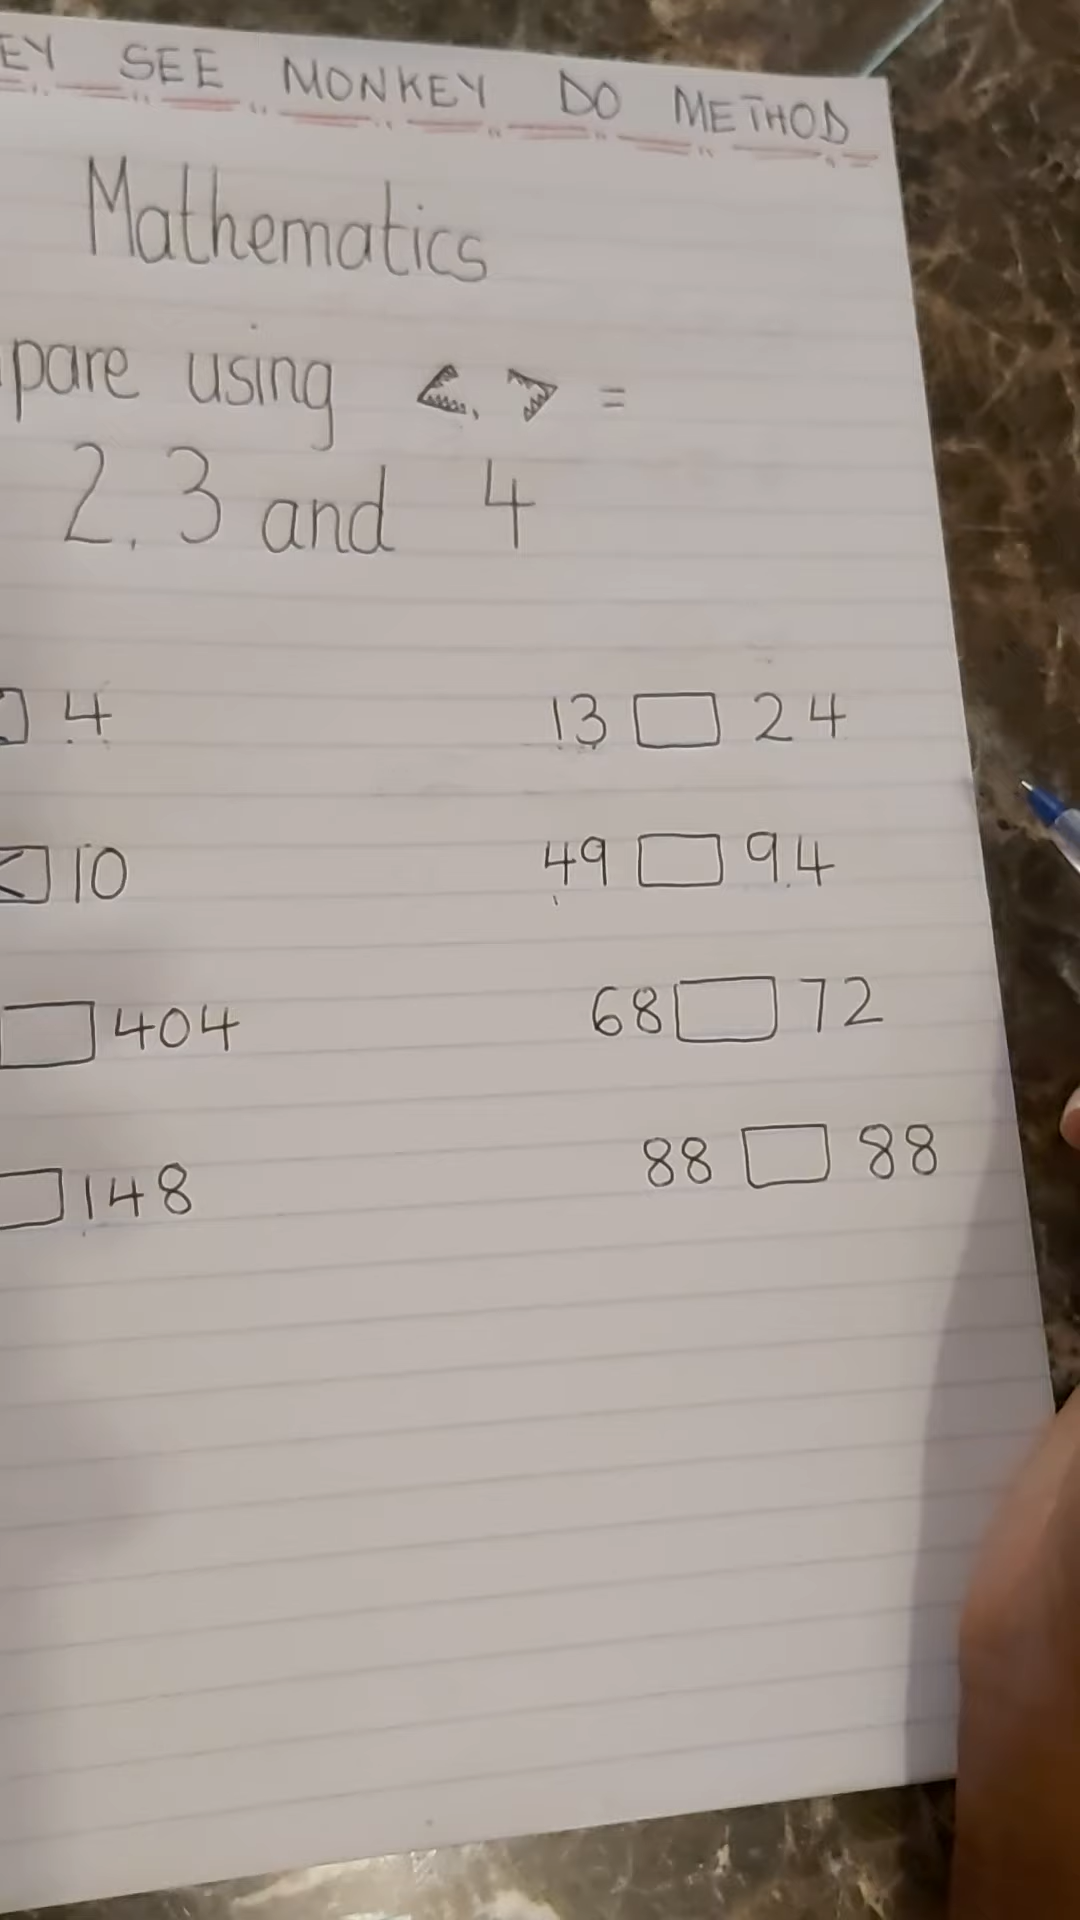 EY SEE MONKEY DO METHOD
Mathematics
pare using <, > =
2, 3 and 4
4 13 24
< 10 49 94
404 68 72
148 88 88